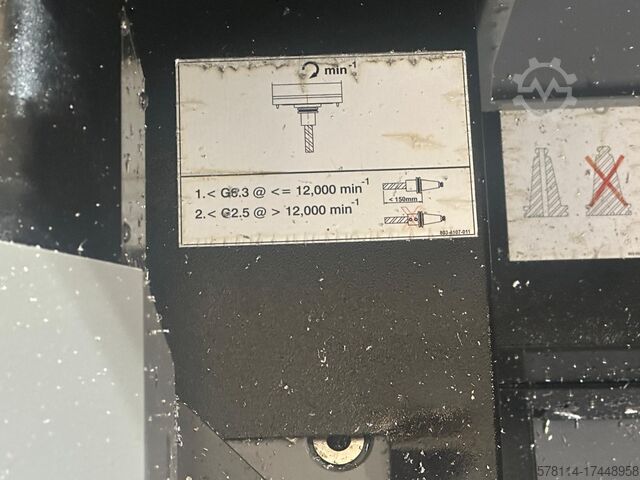 min-1
1. < G6.3 @ <= 12,000 min-1
2. < G2.5 @ > 12,000 min-1
< 150mm
578114-17448958